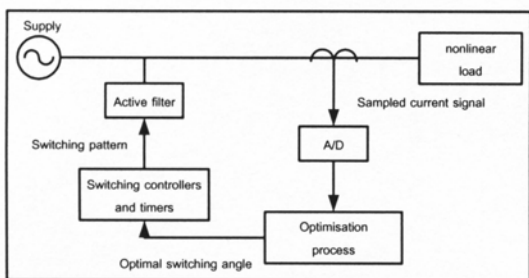 Supply
nonlinear
load
Active filter
Sampled current signal
Switching pattern
A/D
Switching controllers
and timers
Optimisation
process
Optimal switching angle